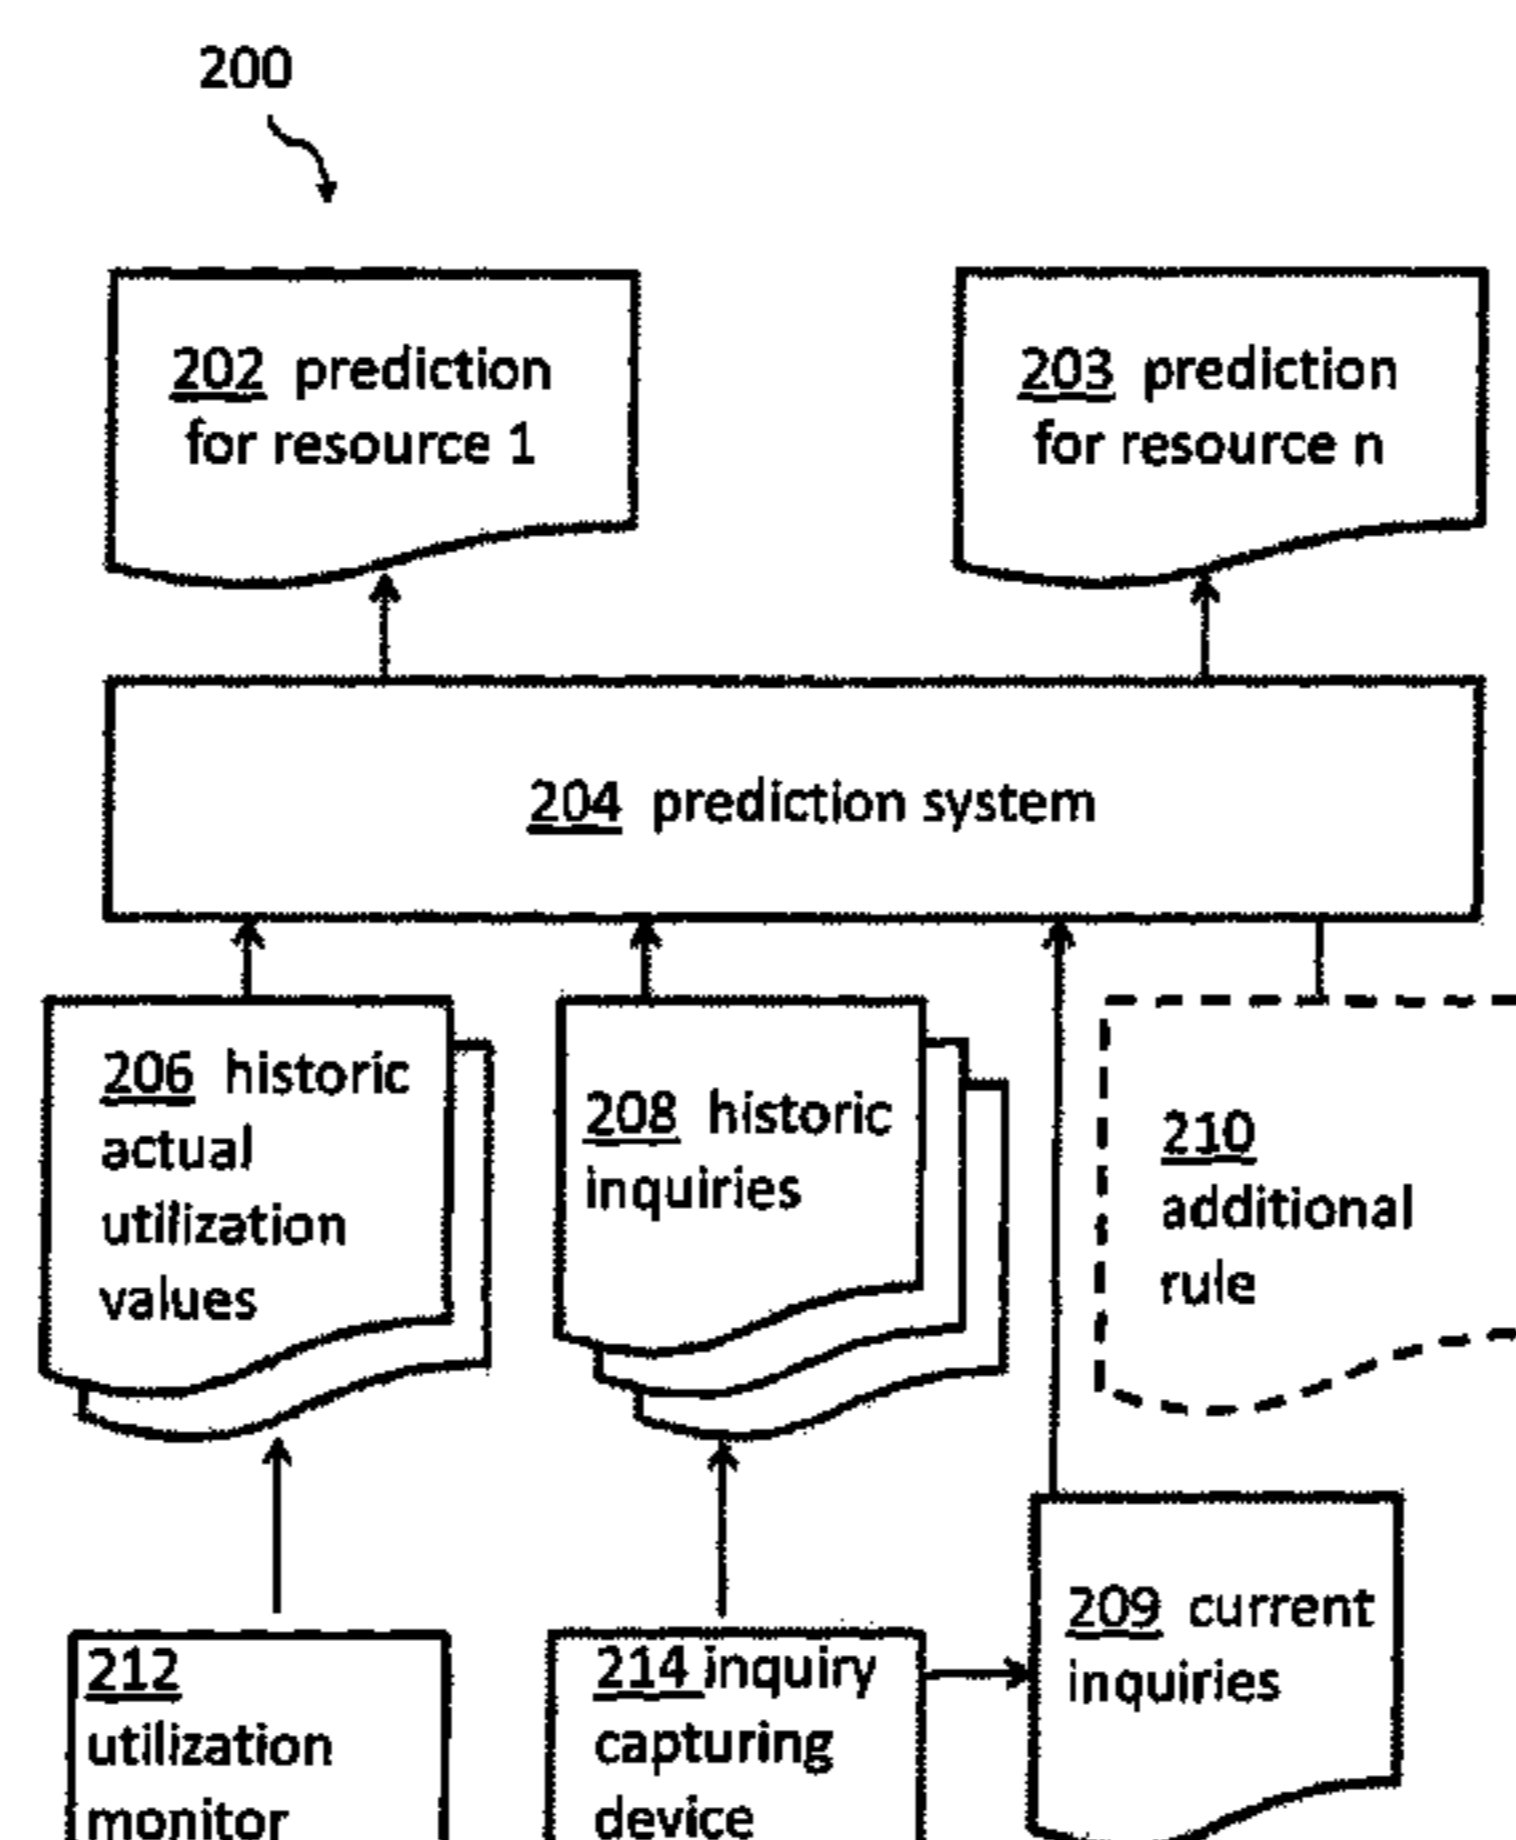 200
202 prediction
for resource 1
203 prediction
for resource n
204 prediction system
206 historic
actual
utilization
values
208 historic
inquiries
210
additional
rule
209 current
inquiries
212
utilization
monitor
214 inquiry
capturing
device